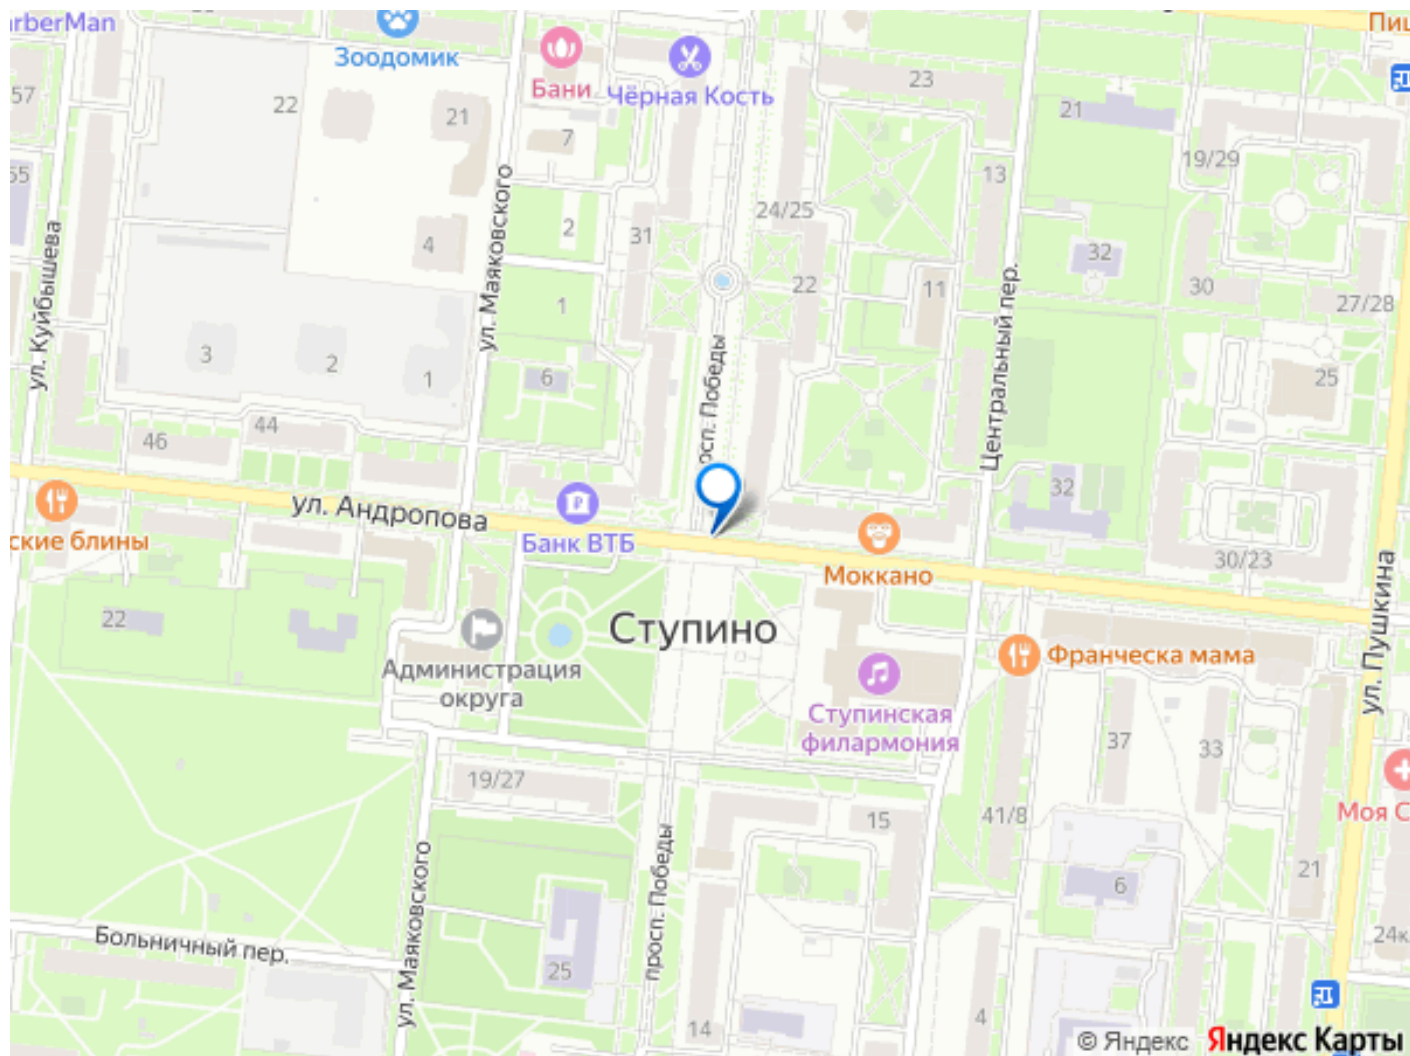 rberMan
Зоодомик
Бани
Чёрная Кость
23
57
22
21
7
21
19/29
55
13
24/25
2
31
4
32
22
11
30
1
27/28
ул. Куйбышева
ул. Маяковского
3
2
1
6
25
Центральный пер.
просп. Победы
44
46
32
ул. Андропова
Банк ВТБ
ские блины
Моккано
30/23
22
Ступино
ул. Пушкина
Администрация
округа
Франческа мама
Ступинская
филармония
37
33
19/27
41/8
15
Моя С
21
6
ул. Маяковского
просп. Победы
Больничный пер.
25
24к
14
4
© Яндекс Яндекс Карты